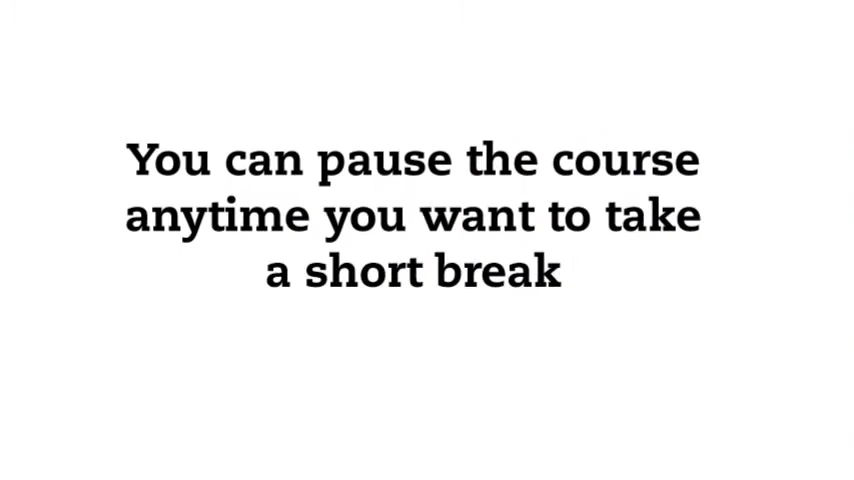 You can pause the course
anytime you want to take
a short break